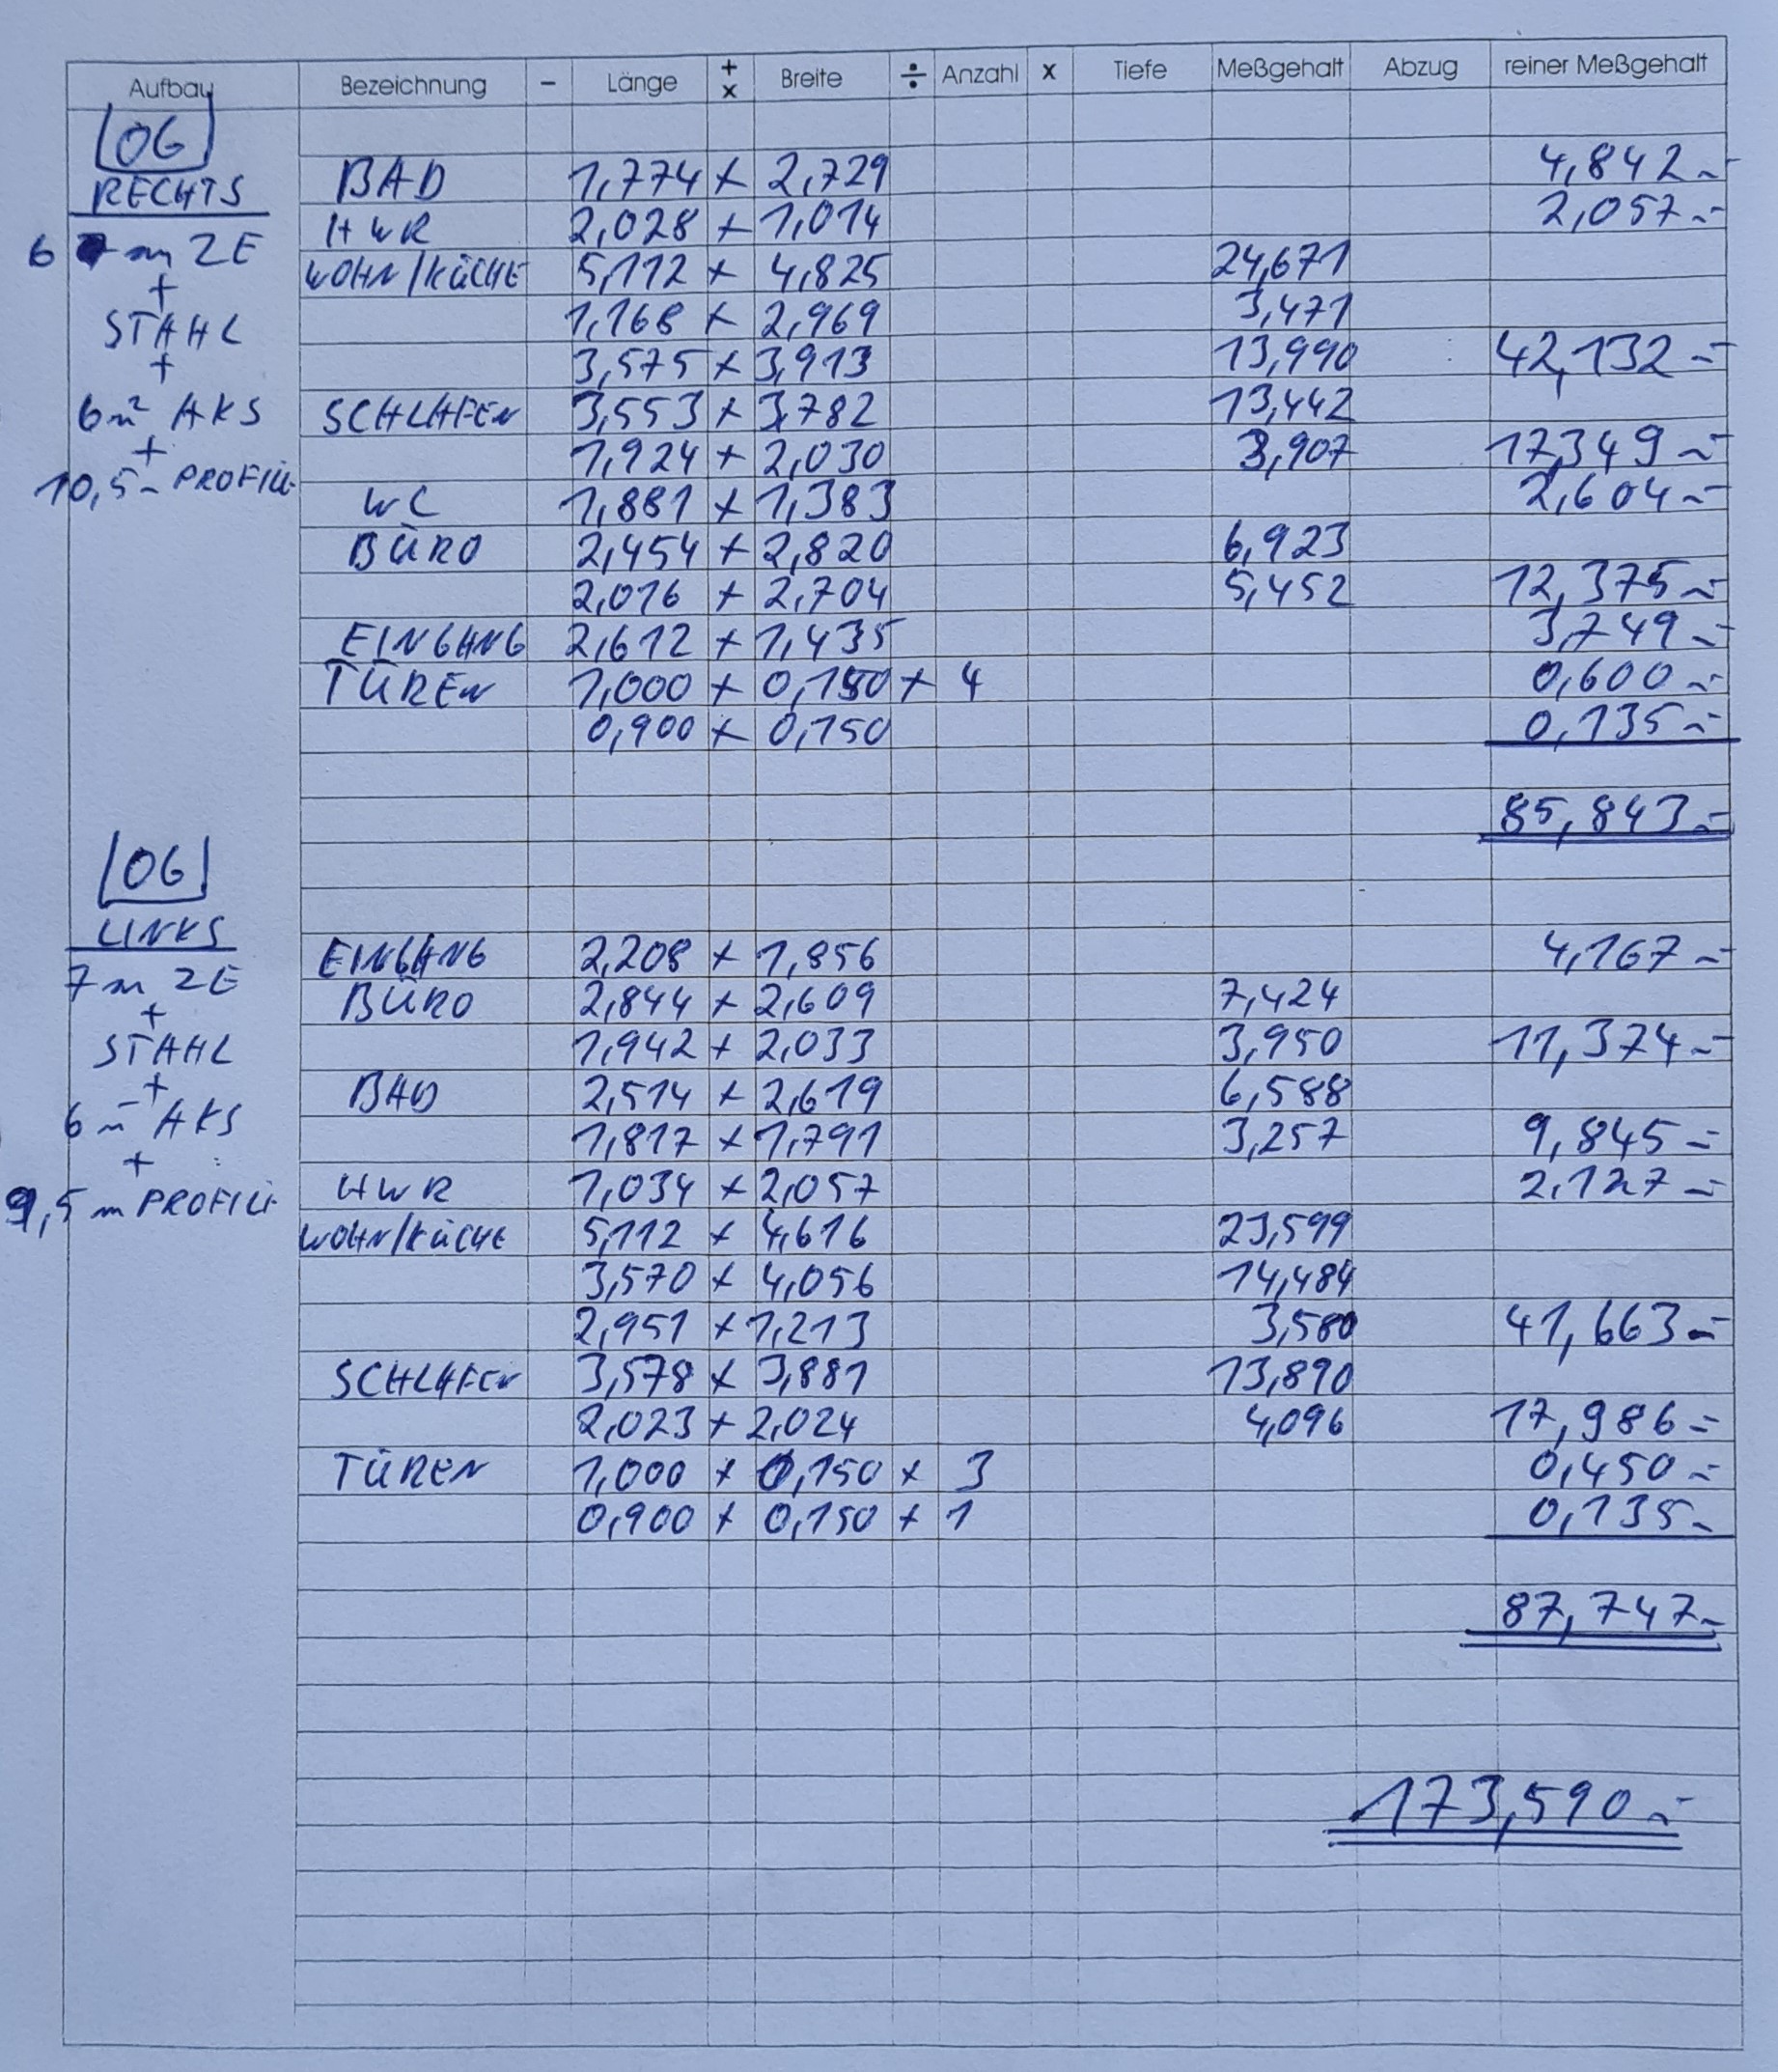 Aufbau Bezeichnung – Länge + x Breite ÷ Anzahl x Tiefe Meßgehalt Abzug reiner Meßgehalt
OG
RECHTS BAD 1,774 x 2,729 4,842.-
HWR 2,028 x 1,014 2,057.-
6 m ZE WOHN/KÜCHE 5,112 x 4,825 24,671
+ 1,168 x 2,969 3,471
STAHL
+ 3,575 x 3,913 13,990 42,132.-
6 m² AKS SCHLAFEN 3,553 x 3,782 13,442
+ 1,924 x 2,030 3,907 17,349.-
10,5 m PROFILE WC 1,881 x 1,383 2,604.-
BÜRO 2,454 x 2,820 6,923
2,016 x 2,704 5,452 12,375.-
EINGANG 2,612 x 1,435 3,749.-
TÜREN 1,000 x 0,150 x 4 0,600.-
0,900 x 0,150 0,135.-
85,843.-
OG
LINKS EINGANG 2,208 x 1,856 4,167.-
7 m ZE BÜRO 2,844 x 2,609 7,424
+
STAHL 1,942 x 2,033 3,950 11,374.-
+ BAD 2,514 x 2,619 6,588
6 m² AKS 1,817 x 1,791 3,257 9,845.-
+
9,5 m PROFILE HWR 1,034 x 2,057 2,127.-
WOHN/KÜCHE 5,112 x 4,616 23,599
3,570 x 4,056 14,484
2,951 x 1,213 3,580 41,663.-
SCHLAFEN 3,578 x 3,881 13,890
2,023 x 2,024 4,096 17,986.-
TÜREN 1,000 x 0,150 x 3 0,450.-
0,900 x 0,150 x 1 0,135.-
87,747.-
173,590.-